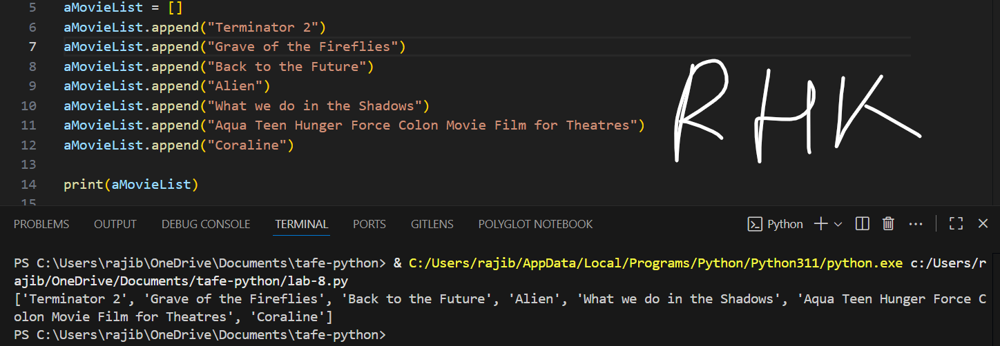 5 aMovieList = []
6 aMovieList.append("Terminator 2")
7 aMovieList.append("Grave of the Fireflies")
8 aMovieList.append("Back to the Future")
9 aMovieList.append("Alien")
10 aMovieList.append("What we do in the Shadows")
11 aMovieList.append("Aqua Teen Hunger Force Colon Movie Film for Theatres")
12 aMovieList.append("Coraline")
RHK
13
14 print(aMovieList)
15
PROBLEMS OUTPUT DEBUG CONSOLE TERMINAL PORTS GITLENS POLYGLOT NOTEBOOK Python
PS C:\Users\rajib\OneDrive\Documents\tafe-python> & C:/Users/rajib/AppData/Local/Programs/Python/Python311/python.exe c:/Users/r
ajib/OneDrive/Documents/tafe-python/lab-8.py
['Terminator 2', 'Grave of the Fireflies', 'Back to the Future', 'Alien', 'What we do in the Shadows', 'Aqua Teen Hunger Force C
olon Movie Film for Theatres', 'Coraline']
PS C:\Users\rajib\OneDrive\Documents\tafe-python>